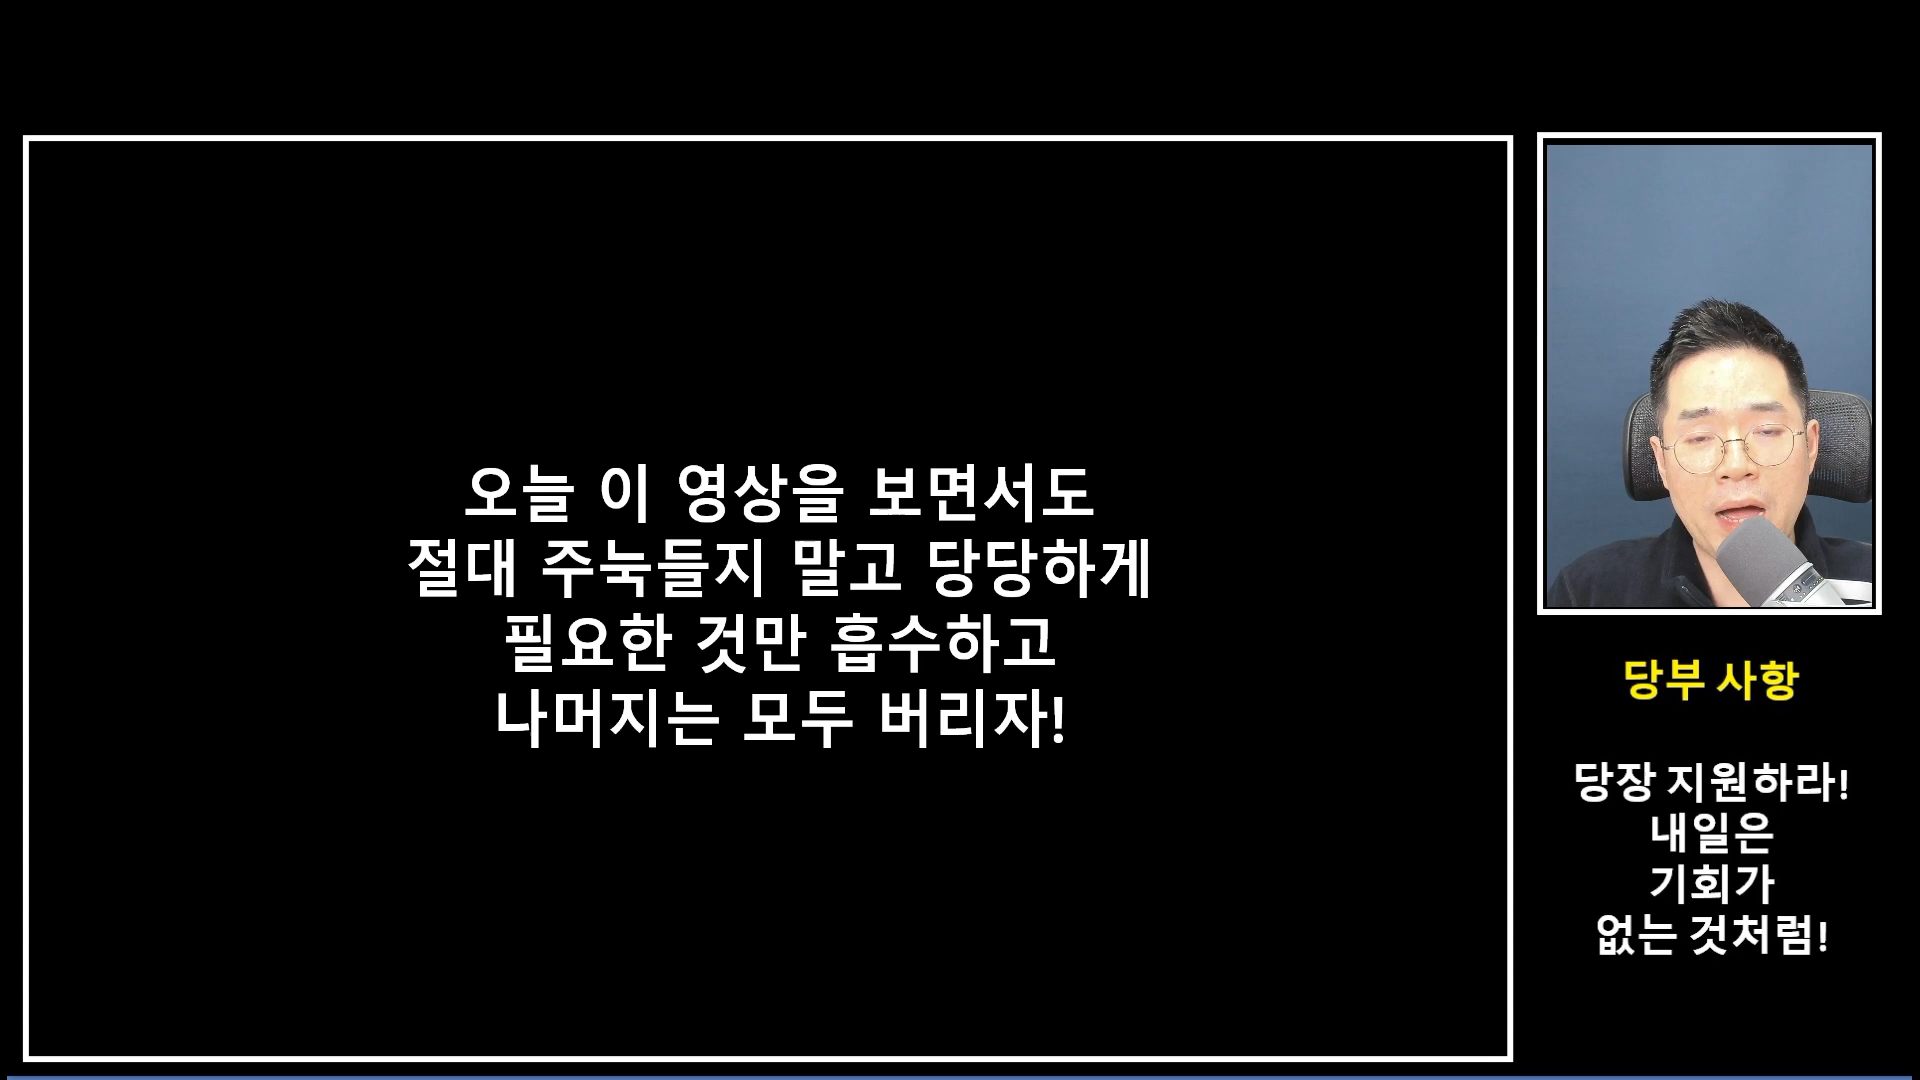 오늘 이 영상을 보면서도
절대 주눅들지 말고 당당하게
필요한 것만 흡수하고
나머지는 모두 버리자!
당부 사항
당장 지원하라!
내일은
기회가
없는 것처럼!